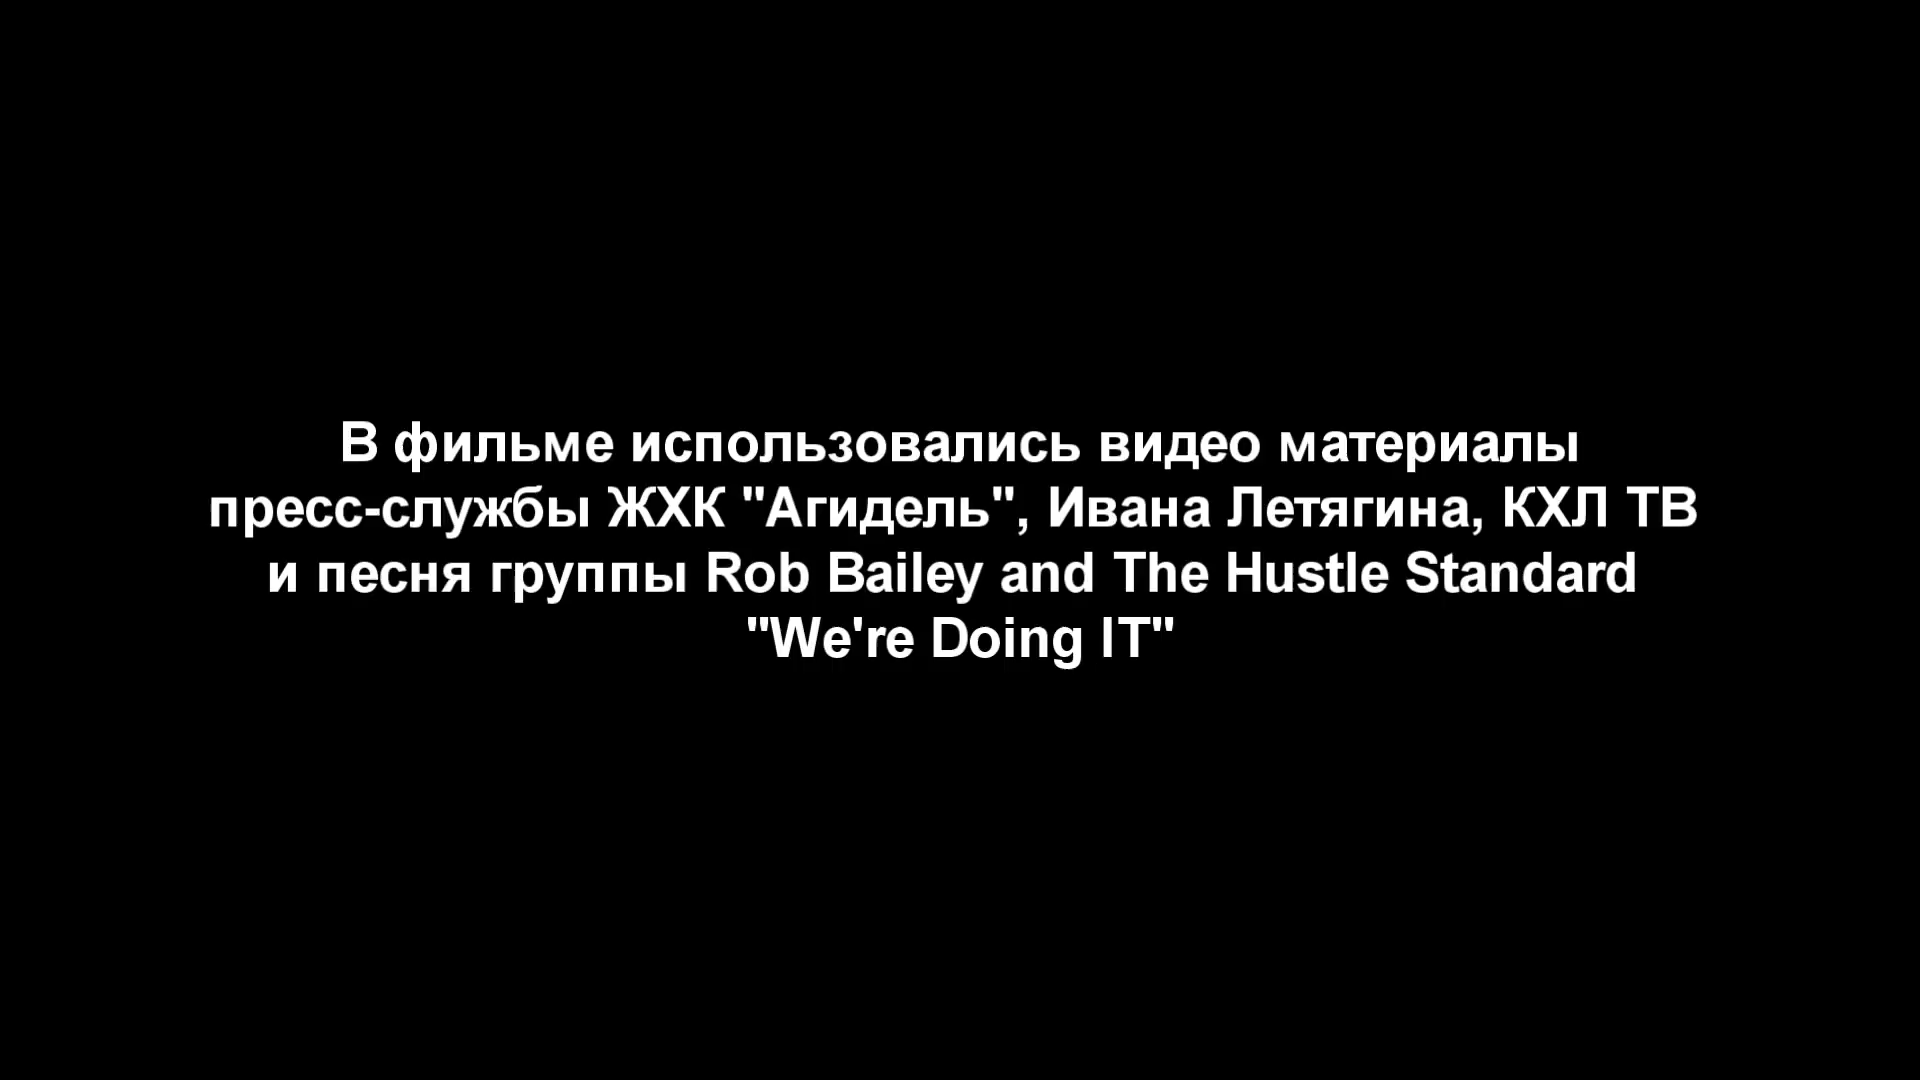 В фильме использовались видео материалы
пресс-службы ЖХК "Агидель", Ивана Летягина, КХЛ ТВ
и песня группы Rob Bailey and The Hustle Standard
"We're Doing IT"